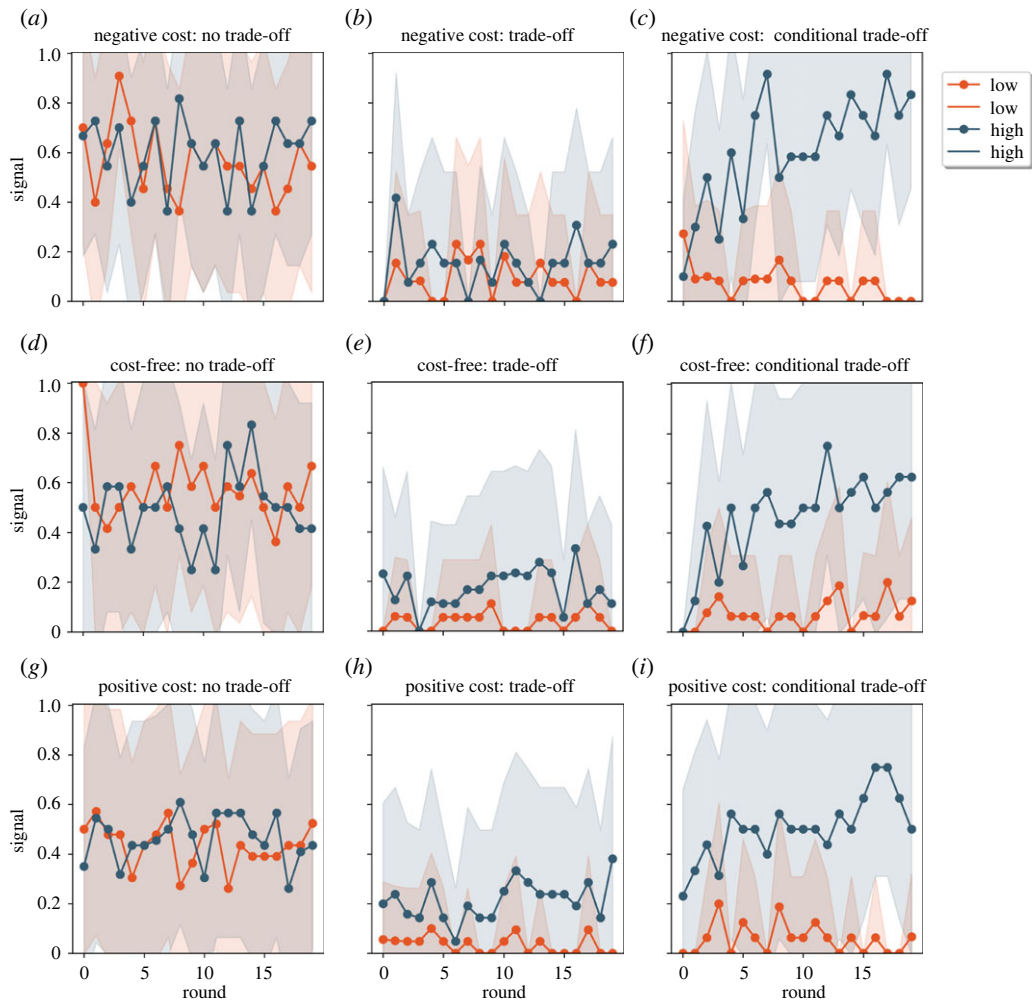 (a)
negative cost: no trade-off
(b)
negative cost: trade-off
(c)
negative cost: conditional trade-off
low
low
high
high
1.0
0.8
0.6
0.4
0.2
0
signal
(d)
cost-free: no trade-off
(e)
cost-free: trade-off
(f)
cost-free: conditional trade-off
1.0
0.8
0.6
0.4
0.2
0
signal
(g)
positive cost: no trade-off
(h)
positive cost: trade-off
(i)
positive cost: conditional trade-off
1.0
0.8
0.6
0.4
0.2
0
signal
0 5 10 15
round
0 5 10 15
round
0 5 10 15
round